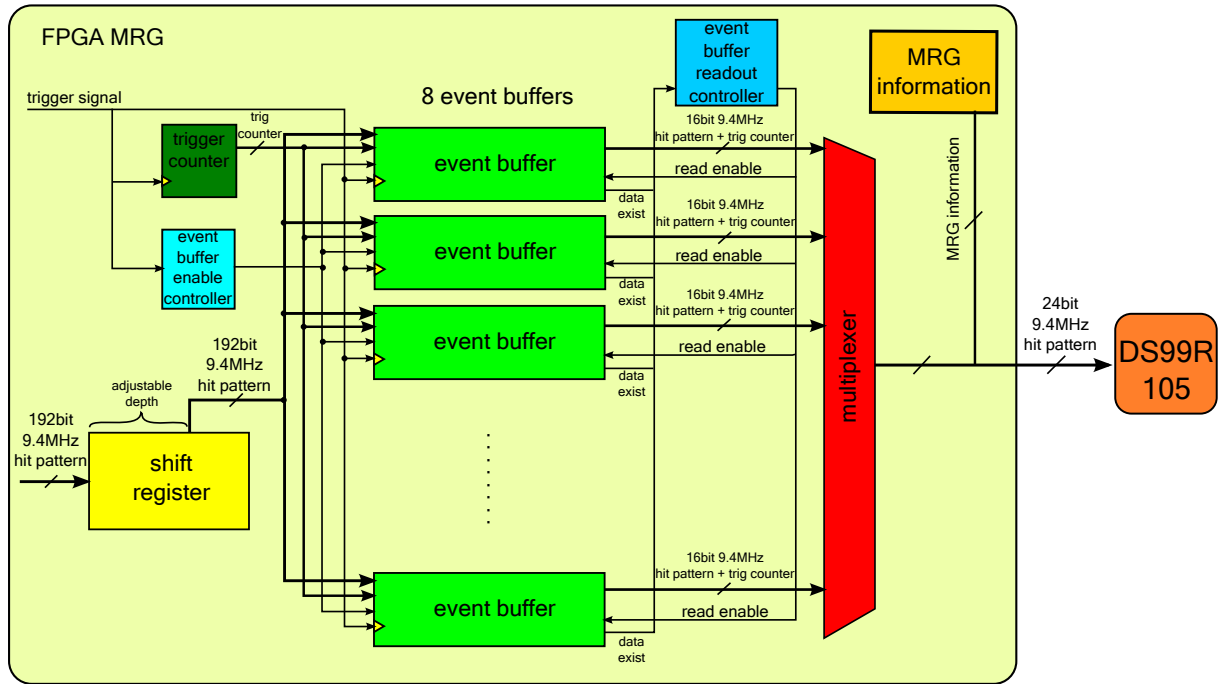 FPGA MRG
trigger signal
trigger
counter
trig
counter
event
buffer
enable
controller
192bit
9.4MHz
hit pattern
adjustable
depth
192bit
9.4MHz
hit pattern
shift
register
8 event buffers
event
buffer
readout
controller
event buffer
16bit 9.4MHz
hit pattern + trig counter
read enable
data
exist
event buffer
16bit 9.4MHz
hit pattern + trig counter
read enable
data
exist
event buffer
16bit 9.4MHz
hit pattern + trig counter
read enable
data
exist
event buffer
16bit 9.4MHz
hit pattern + trig counter
read enable
data
exist
multiplexer
MRG
information
MRG information
24bit
9.4MHz
hit pattern
DS99R
105